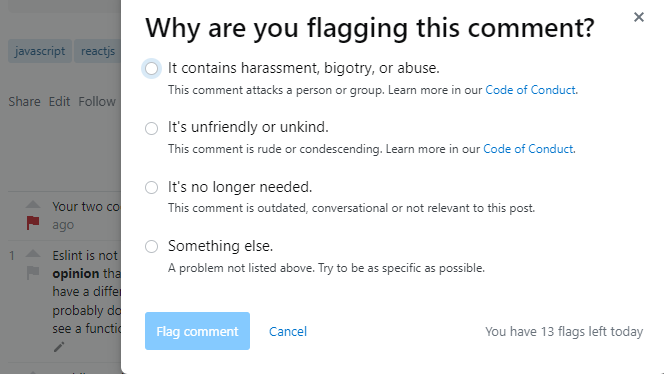 Why are you flagging this comment?
It contains harassment, bigotry, or abuse.
This comment attacks a person or group. Learn more in our Code of Conduct.
It's unfriendly or unkind.
This comment is rude or condescending. Learn more in our Code of Conduct.
It's no longer needed.
This comment is outdated, conversational or not relevant to this post.
Something else.
A problem not listed above. Try to be as specific as possible.
Flag comment Cancel You have 13 flags left today
javascript reactjs
Share Edit Follow
Your two co
ago
1 Eslint is not
opinion tha
have a differ
probably do
see a functio